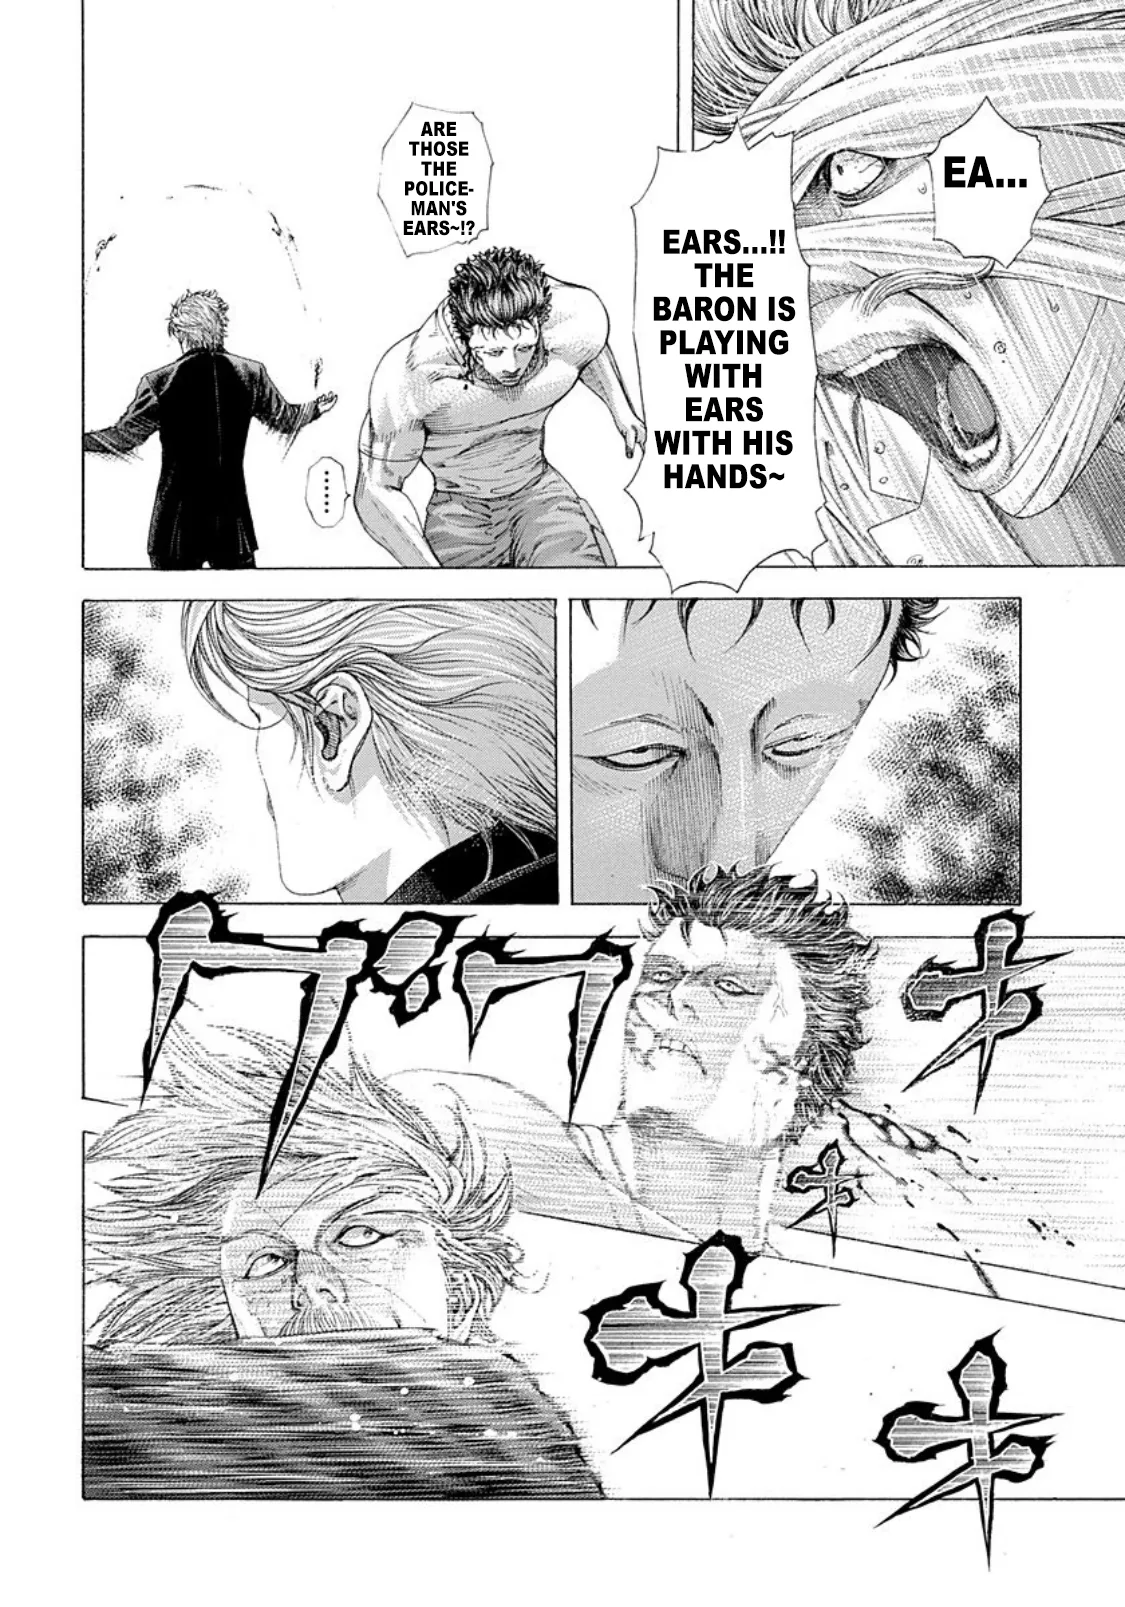 EA...
EARS...!!
THE
BARON IS
PLAYING
WITH
EARS
WITH HIS
HANDS~
ARE
THOSE
THE
POLICE-
MAN'S
EARS~!?
......